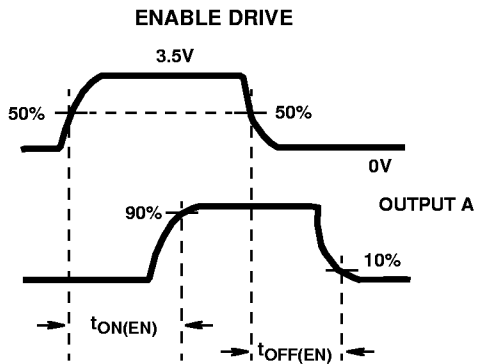 ENABLE DRIVE
3.5V
50%
50%
0V
OUTPUT A
90%
10%
tON(EN)
tOFF(EN)